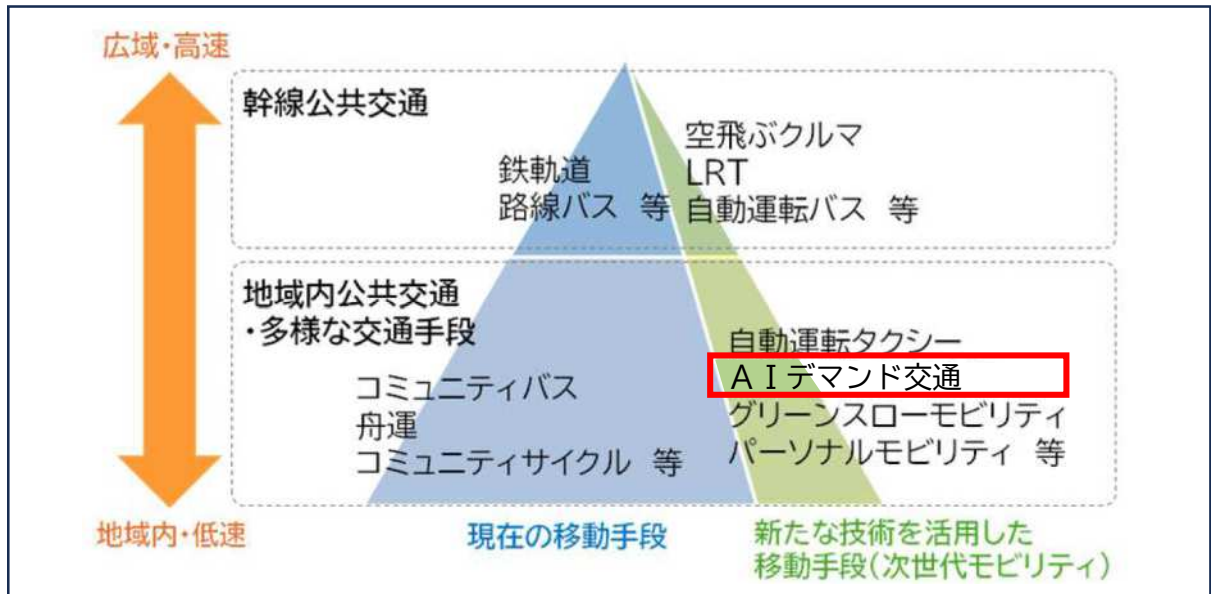 広域・高速
幹線公共交通
鉄軌道
路線バス 等
空飛ぶクルマ
LRT
自動運転バス 等
地域内公共交通
・多様な交通手段
コミュニティバス
舟運
コミュニティサイクル 等
自動運転タクシー
ＡＩデマンド交通
グリーンスローモビリティ
パーソナルモビリティ 等
地域内・低速
現在の移動手段
新たな技術を活用した
移動手段(次世代モビリティ)